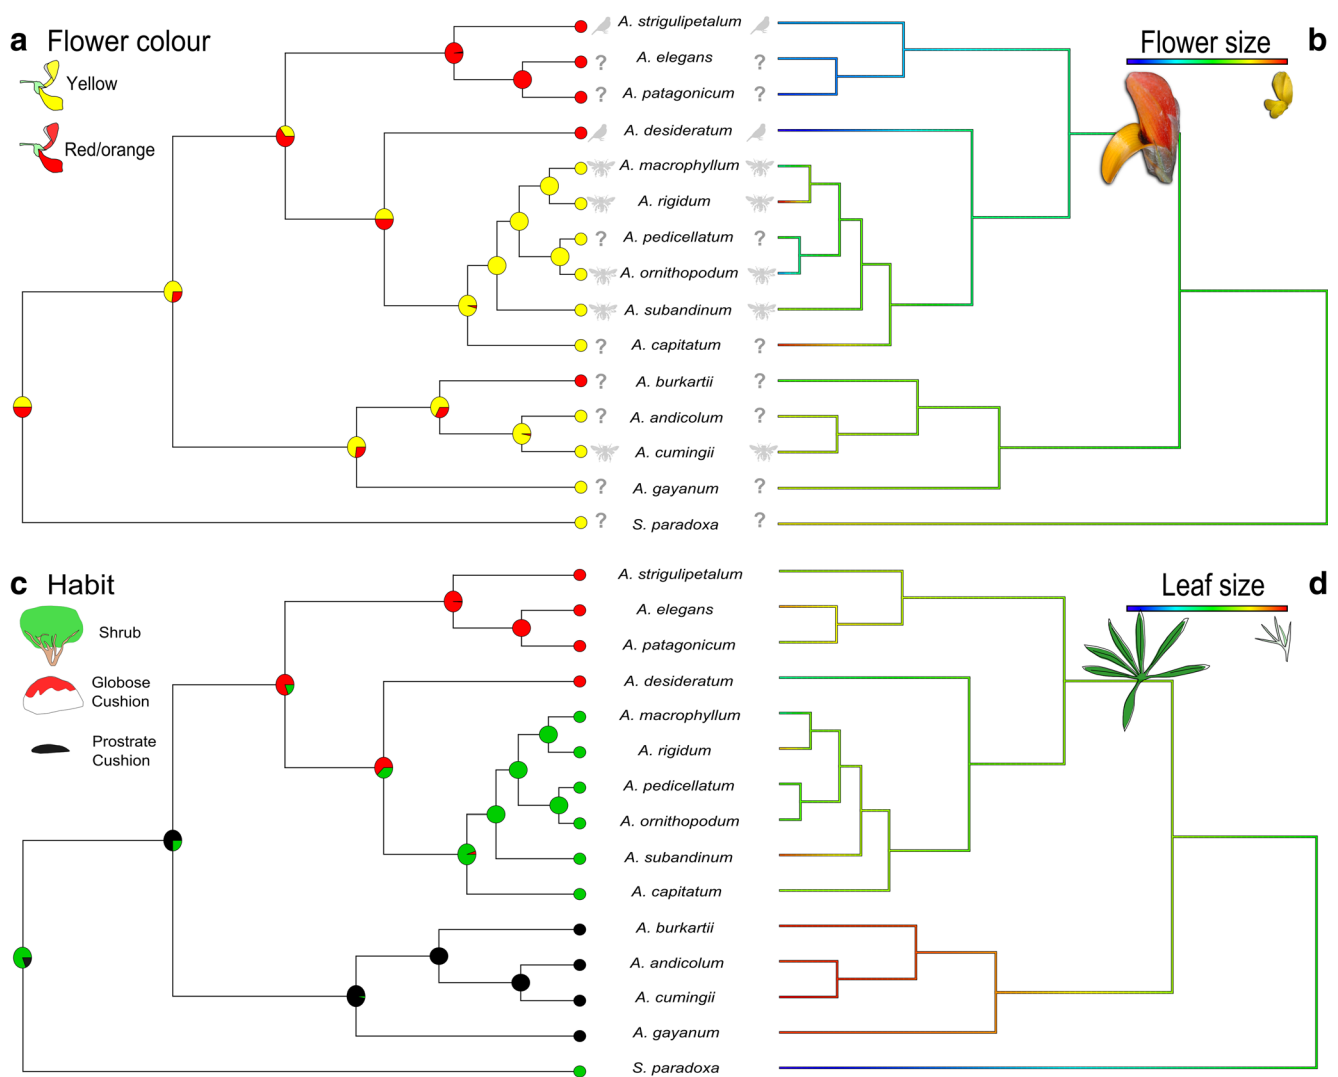 a Flower colour
Yellow
Red/orange
Flower size
b
A. strigulipetalum
?
A. elegans
?
?
A. patagonicum
?
A. desideratum
A. macrophyllum
A. rigidum
?
A. pedicellatum
?
A. ornithopodum
A. subandinum
?
A. capitatum
?
?
A. burkartii
?
?
A. andicolum
?
A. cumingii
?
A. gayanum
?
?
S. paradoxa
?
c Habit
Shrub
Globose
Cushion
Prostrate
Cushion
Leaf size
d
A. strigulipetalum
A. elegans
A. patagonicum
A. desideratum
A. macrophyllum
A. rigidum
A. pedicellatum
A. ornithopodum
A. subandinum
A. capitatum
A. burkartii
A. andicolum
A. cumingii
A. gayanum
S. paradoxa